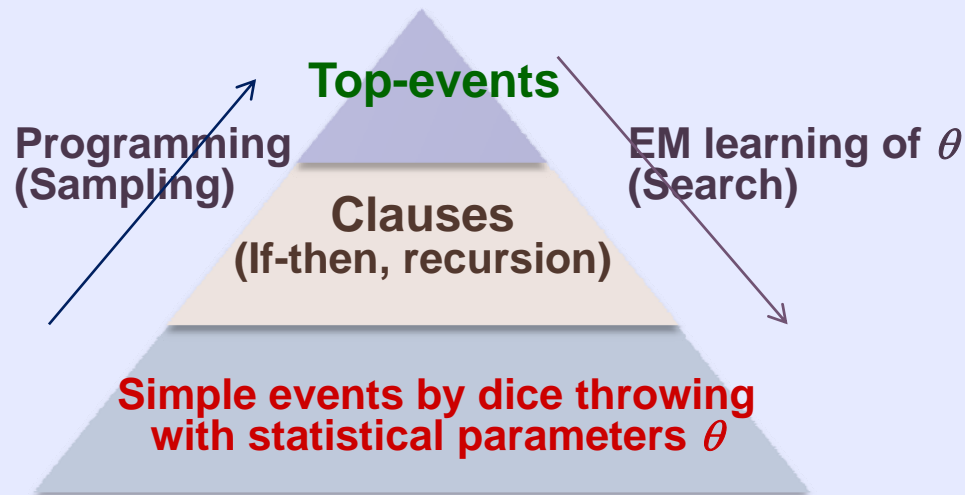 Top-events
Programming
(Sampling)
EM learning of θ
(Search)
Clauses
(If-then, recursion)
Simple events by dice throwing
with statistical parameters θ